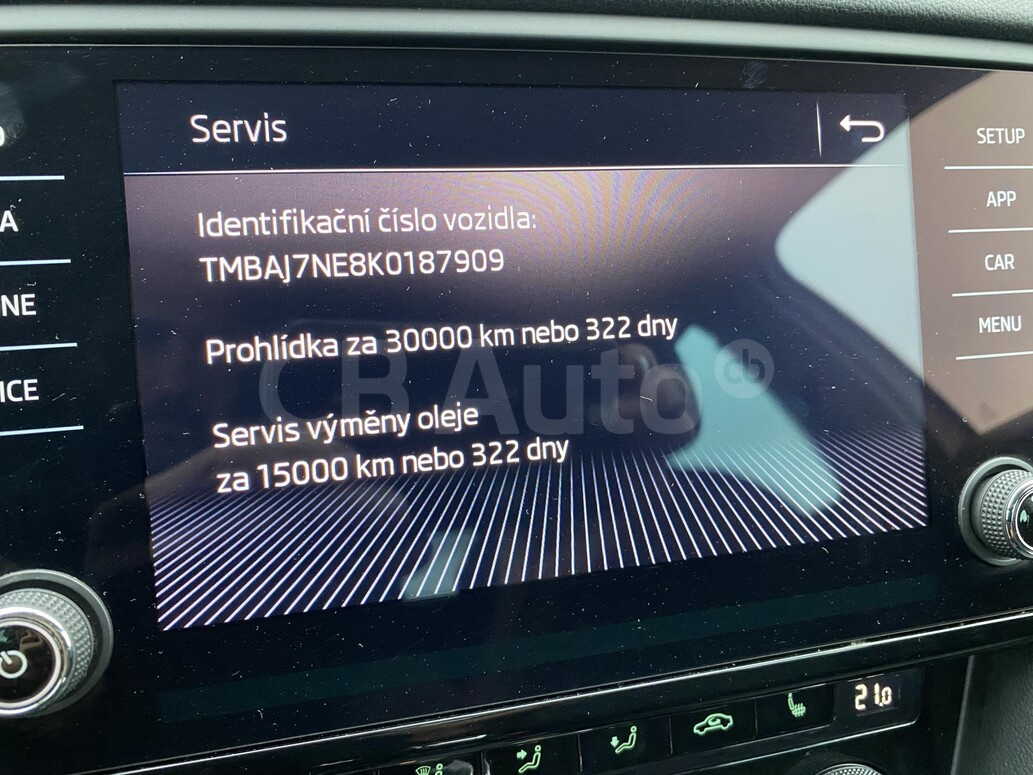 Servis
SETUP
Identifikační číslo vozidla:
TMBAJ7NE8K0187909
APP
CAR
Prohlídka za 30000 km nebo 322 dny
MENU
CB Auto cb
Servis výměny oleje
za 15000 km nebo 322 dny
A
NE
ICE
21.0